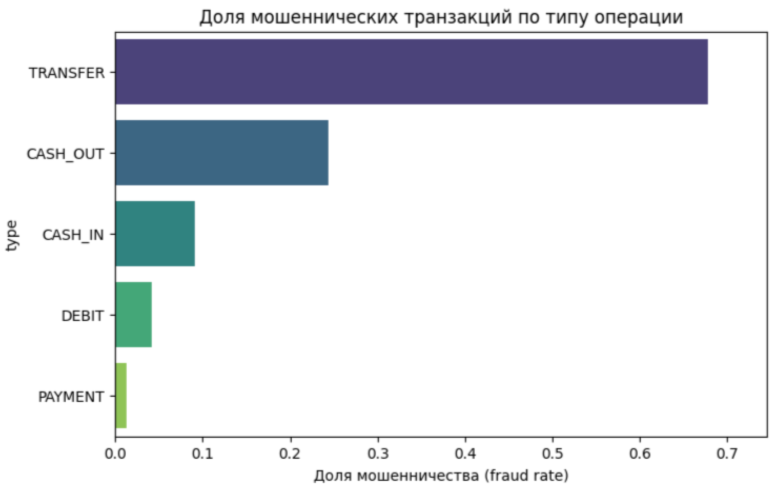 Доля мошеннических транзакций по типу операции
TRANSFER
CASH_OUT
CASH_IN
DEBIT
PAYMENT
type
0.0 0.1 0.2 0.3 0.4 0.5 0.6 0.7
Доля мошенничества (fraud rate)